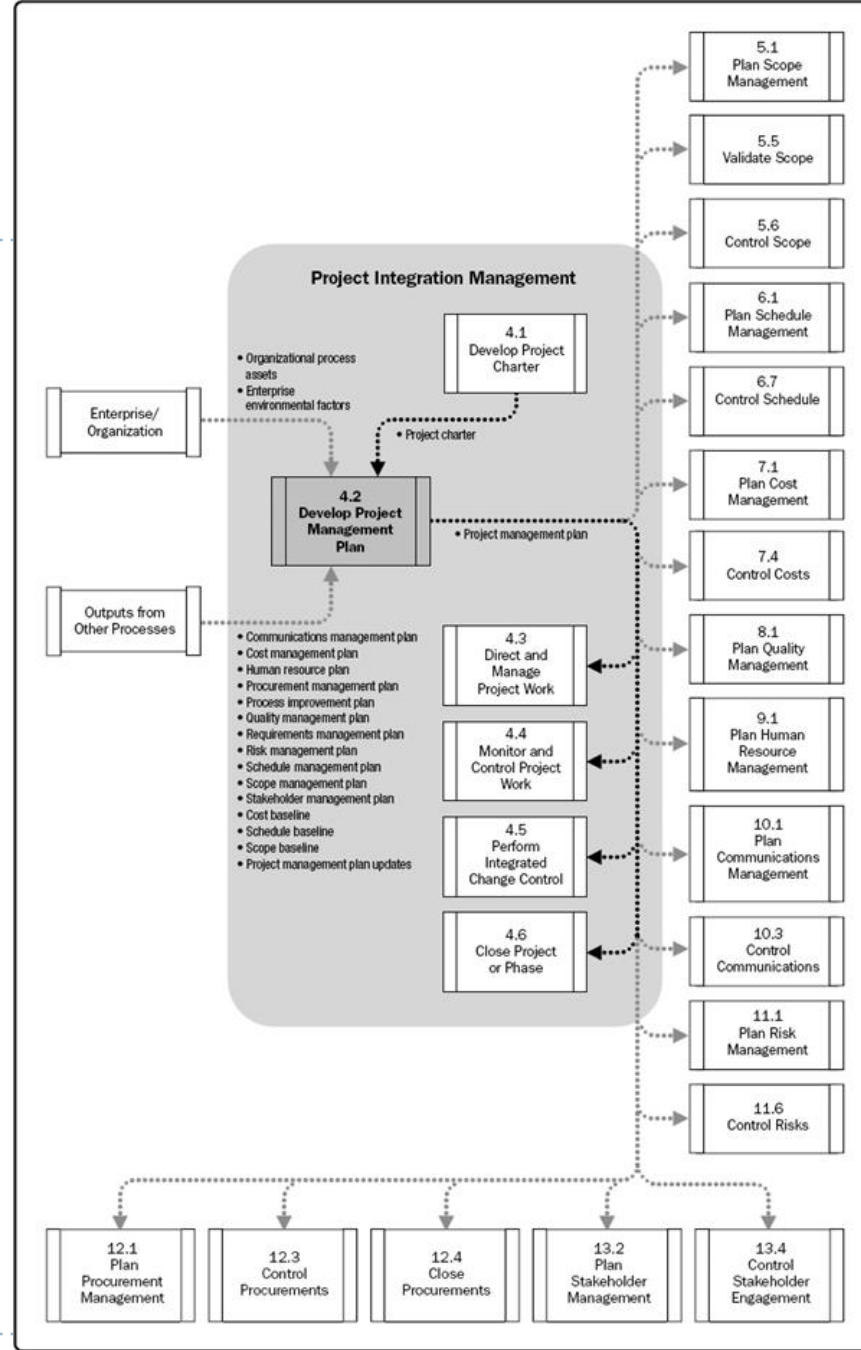 5.1
Plan Scope
Management
5.5
Validate Scope
5.6
Control Scope
Project Integration Management
6.1
Plan Schedule
Management
4.1
Develop Project
Charter
• Organizational process
assets
• Enterprise
environmental factors
6.7
Control Schedule
Enterprise/
Organization
• Project charter
7.1
Plan Cost
Management
4.2
Develop Project
Management
Plan
• Project management plan
7.4
Control Costs
Outputs from
Other Processes
8.1
Plan Quality
Management
• Communications management plan
• Cost management plan
• Human resource plan
• Procurement management plan
• Process improvement plan
• Quality management plan
• Requirements management plan
• Risk management plan
• Schedule management plan
• Scope management plan
• Stakeholder management plan
• Cost baseline
• Schedule baseline
• Scope baseline
• Project management plan updates
4.3
Direct and
Manage
Project Work
4.4
Monitor and
Control Project
Work
4.5
Perform
Integrated
Change Control
4.6
Close Project
or Phase
9.1
Plan Human
Resource
Management
10.1
Plan
Communications
Management
10.3
Control
Communications
11.1
Plan Risk
Management
11.6
Control Risks
12.1
Plan
Procurement
Management
12.3
Control
Procurements
12.4
Close
Procurements
13.2
Plan
Stakeholder
Management
13.4
Control
Stakeholder
Engagement